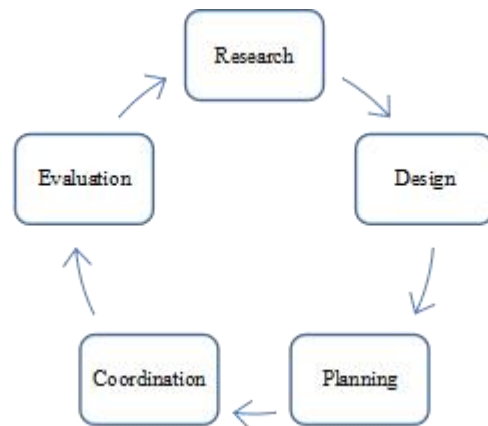 Research
Design
Planning
Coordination
Evaluation